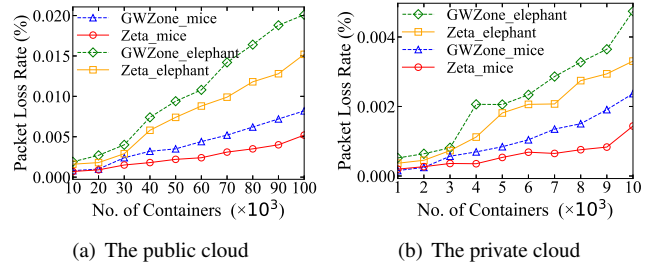 Packet Loss Rate (%)
0.020
0.015
0.010
0.005
0.000
GWZone_mice
Zeta_mice
GWZone_elephant
Zeta_elephant
10 20 30 40 50 60 70 80 90 100
No. of Containers (×10³)
(a) The public cloud
Packet Loss Rate (%)
0.004
0.002
0.000
GWZone_elephant
Zeta_elephant
GWZone_mice
Zeta_mice
1 2 3 4 5 6 7 8 9 10
No. of Containers (×10³)
(b) The private cloud